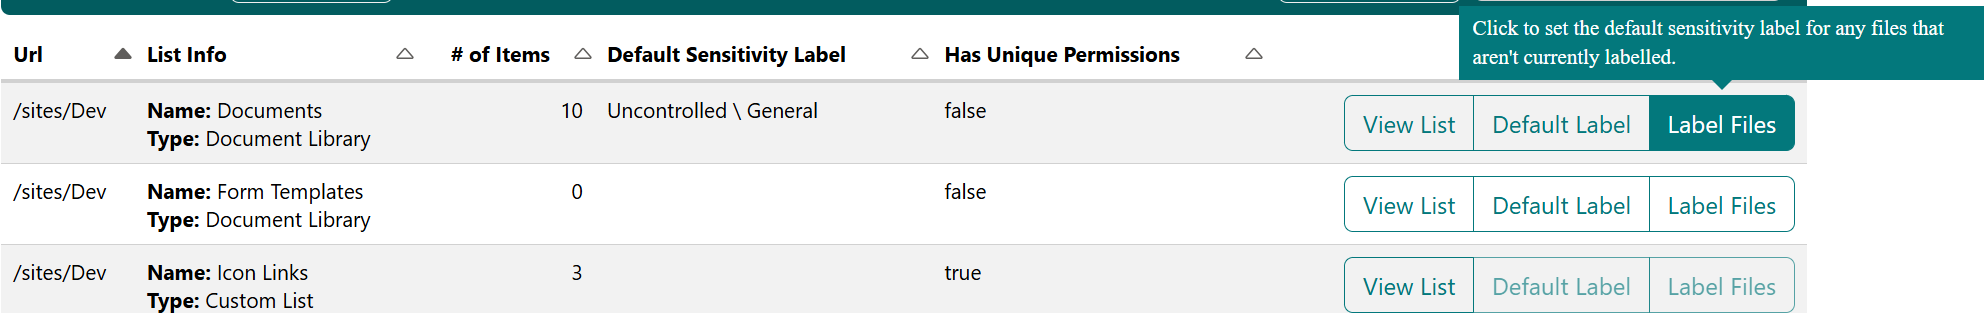 Click to set the default sensitivity label for any files that
aren't currently labelled.
Url List Info # of Items Default Sensitivity Label Has Unique Permissions
/sites/Dev Name: Documents 10 Uncontrolled \ General false View List Default Label Label Files
Type: Document Library
/sites/Dev Name: Form Templates 0 false View List Default Label Label Files
Type: Document Library
/sites/Dev Name: Icon Links 3 true View List Default Label Label Files
Type: Custom List